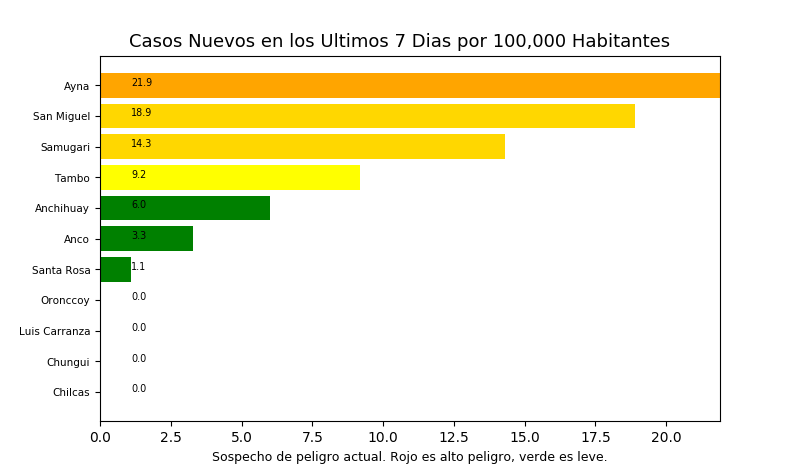 Casos Nuevos en los Ultimos 7 Dias por 100,000 Habitantes
Ayna 21.9
San Miguel 18.9
Samugari 14.3
Tambo 9.2
Anchihuay 6.0
Anco 3.3
Santa Rosa 1.1
Oronccoy 0.0
Luis Carranza 0.0
Chungui 0.0
Chilcas 0.0
0.0 2.5 5.0 7.5 10.0 12.5 15.0 17.5 20.0
Sospecho de peligro actual. Rojo es alto peligro, verde es leve.